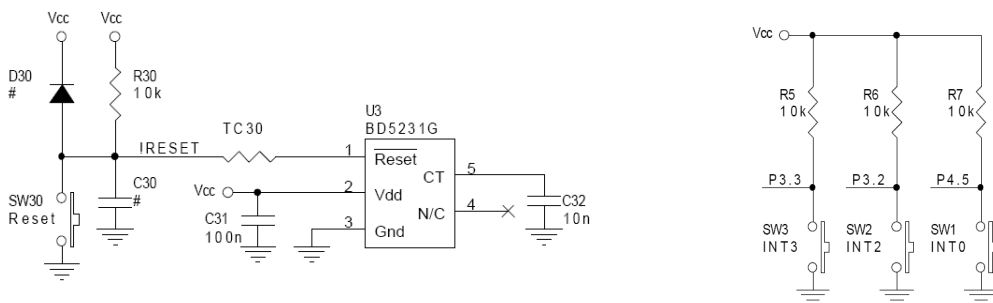 Vcc
Vcc
D30
#
R30
10k
TC30
!RESET
SW30
Reset
C30
#
Vcc
C31
100n
U3
BD5231G
1
Reset
2
Vdd
3
Gnd
CT
5
N/C
4
C32
10n
Vcc
R5
10k
R6
10k
R7
10k
P3.3
P3.2
P4.5
SW3
INT3
SW2
INT2
SW1
INT0